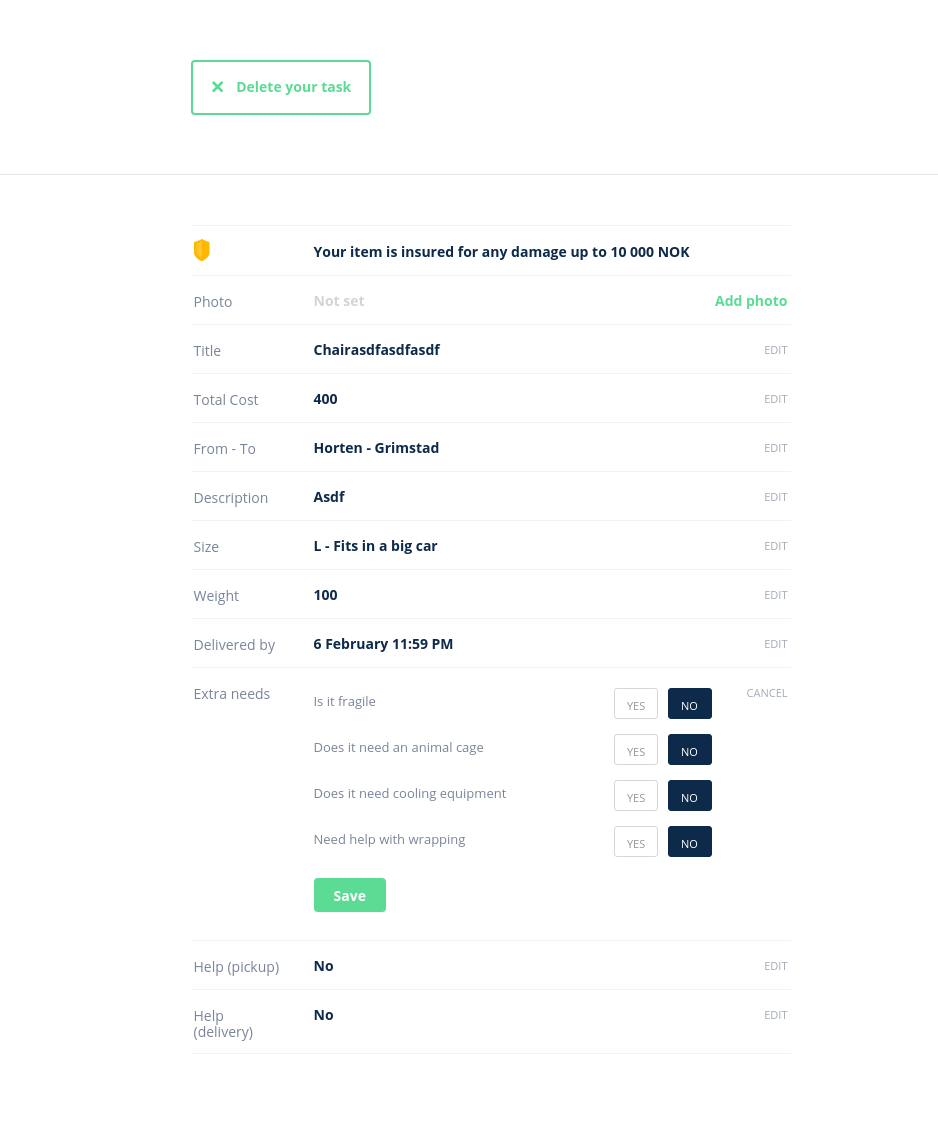 Delete your task
Your item is insured for any damage up to 10 000 NOK
Photo Not set Add photo
Title Chairasdfasdfasdf EDIT
Total Cost 400 EDIT
From - To Horten - Grimstad EDIT
Description Asdf EDIT
Size L - Fits in a big car EDIT
Weight 100 EDIT
Delivered by 6 February 11:59 PM EDIT
Extra needs Is it fragile YES NO CANCEL
Does it need an animal cage YES NO
Does it need cooling equipment YES NO
Need help with wrapping YES NO
Save
Help (pickup) No EDIT
Help No EDIT
(delivery)